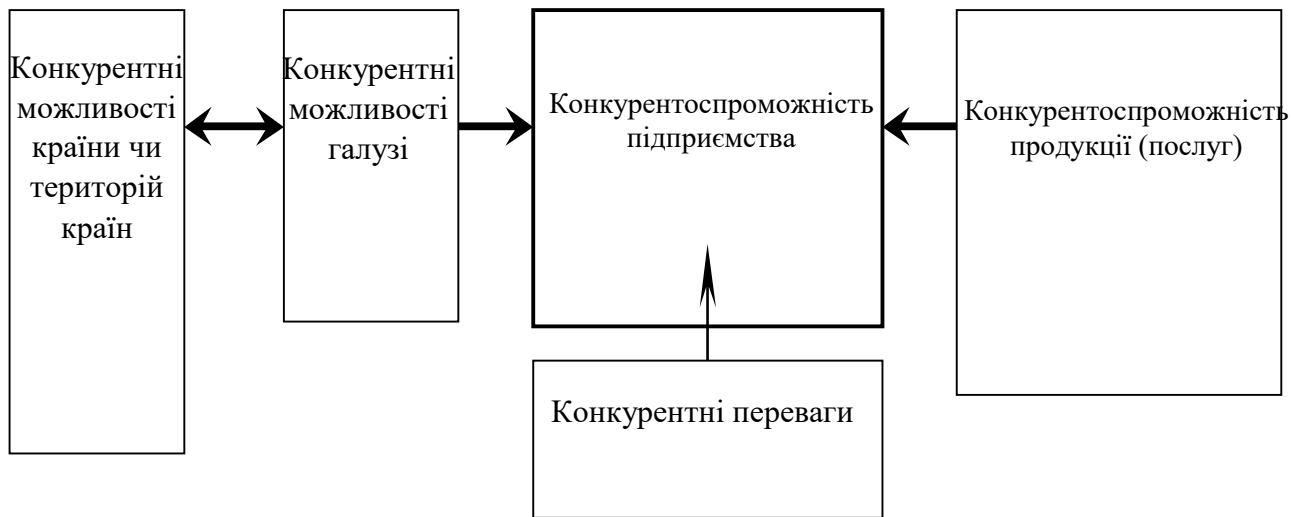 Конкурентні
можливості
країни чи
територій
країн
Конкурентні
можливості
галузі
Конкурентоспроможність
підприємства
Конкурентоспроможність
продукції (послуг)
Конкурентні переваги